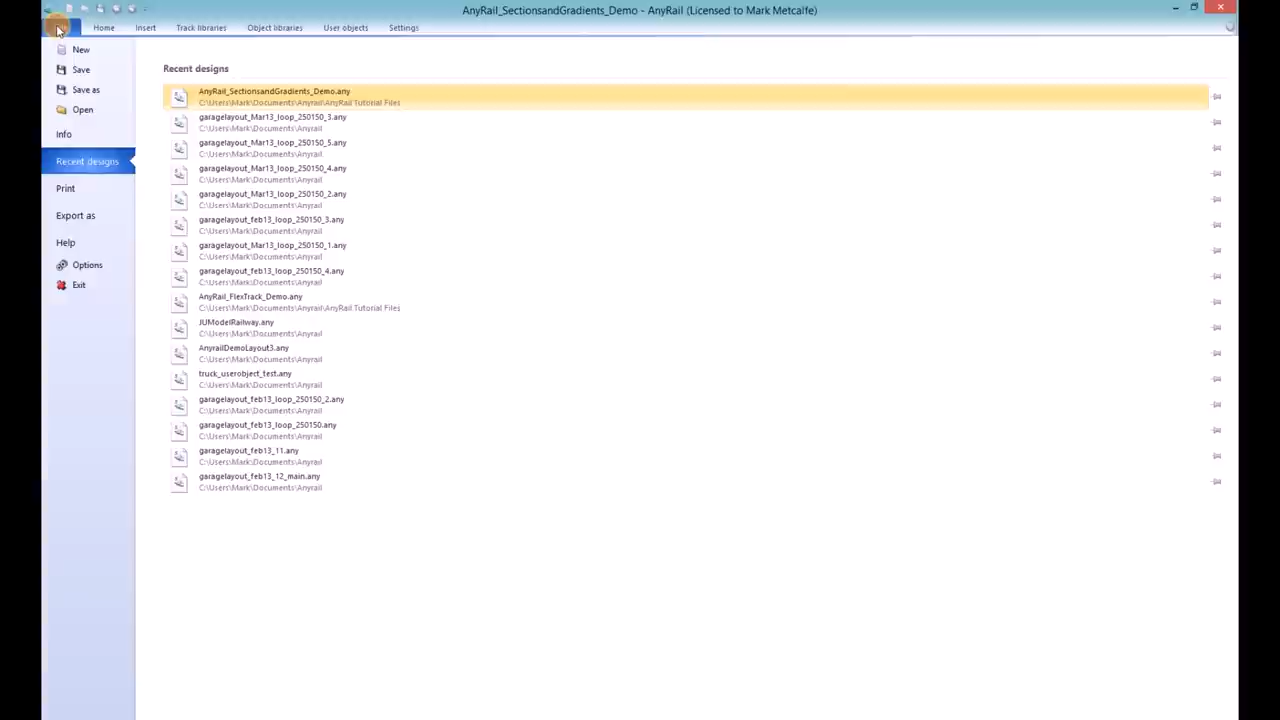 AnyRail_SectionsandGradients_Demo - AnyRail (Licensed to Mark Metcalfe)
Home Insert Track libraries Object libraries User objects Settings
New
Save
Save as
Open
Info
Recent designs
Print
Export as
Help
Options
Exit
Recent designs
AnyRail_SectionsandGradients_Demo.any
C:\Users\Mark\Documents\Anyrail\AnyRail Tutorial Files
garagelayout_Mar13_loop_250150_3.any
C:\Users\Mark\Documents\Anyrail
garagelayout_Mar13_loop_250150_5.any
C:\Users\Mark\Documents\Anyrail
garagelayout_Mar13_loop_250150_4.any
C:\Users\Mark\Documents\Anyrail
garagelayout_Mar13_loop_250150_2.any
C:\Users\Mark\Documents\Anyrail
garagelayout_feb13_loop_250150_3.any
C:\Users\Mark\Documents\Anyrail
garagelayout_Mar13_loop_250150_1.any
C:\Users\Mark\Documents\Anyrail
garagelayout_feb13_loop_250150_4.any
C:\Users\Mark\Documents\Anyrail
AnyRail_FlexTrack_Demo.any
C:\Users\Mark\Documents\Anyrail\AnyRail Tutorial Files
JUModelRailway.any
C:\Users\Mark\Documents\Anyrail
AnyrailDemoLayout3.any
C:\Users\Mark\Documents\Anyrail
truck_userobject_test.any
C:\Users\Mark\Documents\Anyrail
garagelayout_feb13_loop_250150_2.any
C:\Users\Mark\Documents\Anyrail
garagelayout_feb13_loop_250150.any
C:\Users\Mark\Documents\Anyrail
garagelayout_feb13_11.any
C:\Users\Mark\Documents\Anyrail
garagelayout_feb13_12_main.any
C:\Users\Mark\Documents\Anyrail